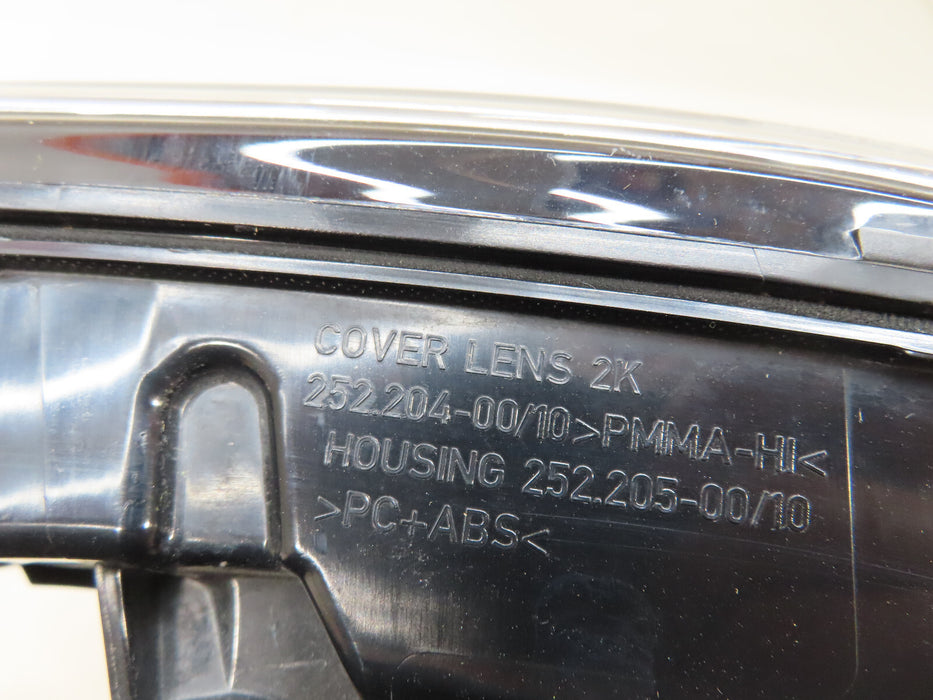 COVER LENS 2K
252.204-00/10>PMMA-HI<
HOUSING 252.205-00/10
>PC+ABS<